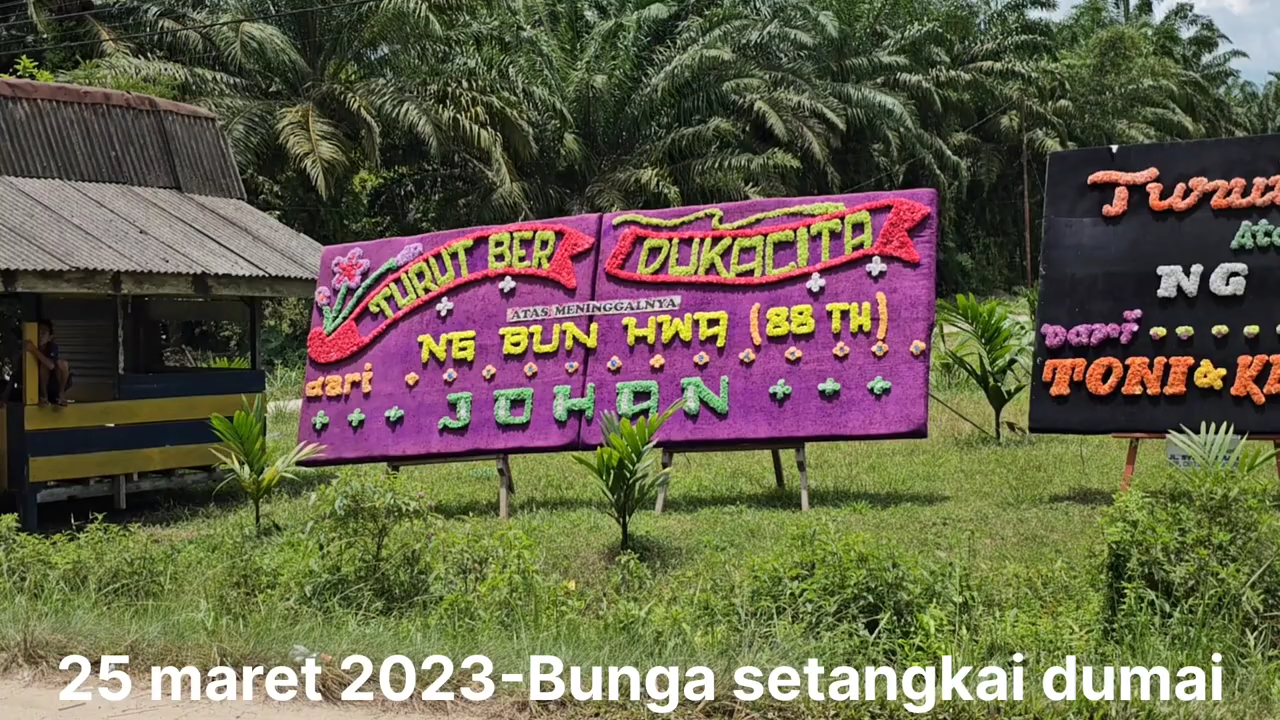 TURUT BER DUKACITA
ATAS MENINGGALNYA
NG BUN HWA (88 TH)
dari
JOHAN
NG
dari
TONI &
25 maret 2023-Bunga setangkai dumai